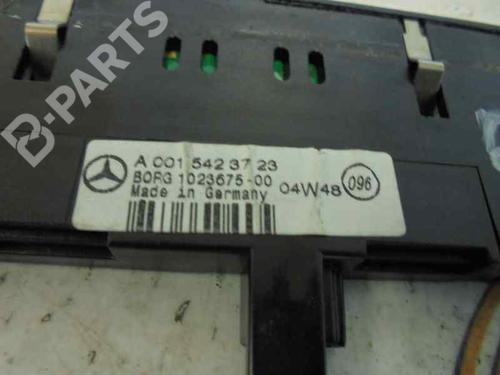 B-PARTS
A 001 542 37 23
BORG 1023675-00
Made in Germany
04W48
096